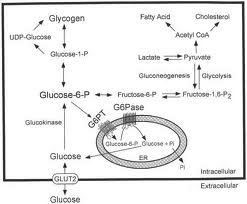 Glycogen
Fatty Acid
Cholesterol
UDP-Glucose
Acetyl CoA
Glucose-1-P
Lactate
Pyruvate
Gluconeogenesis
Glycolysis
Glucose-6-P
Fructose-6-P
Fructose-1,6-P2
G6Pase
G6PT
Glucokinase
Glucose-6-P
Glucose + Pi
ER
Pi
Glucose
Intracellular
GLUT2
Extracellular
Glucose